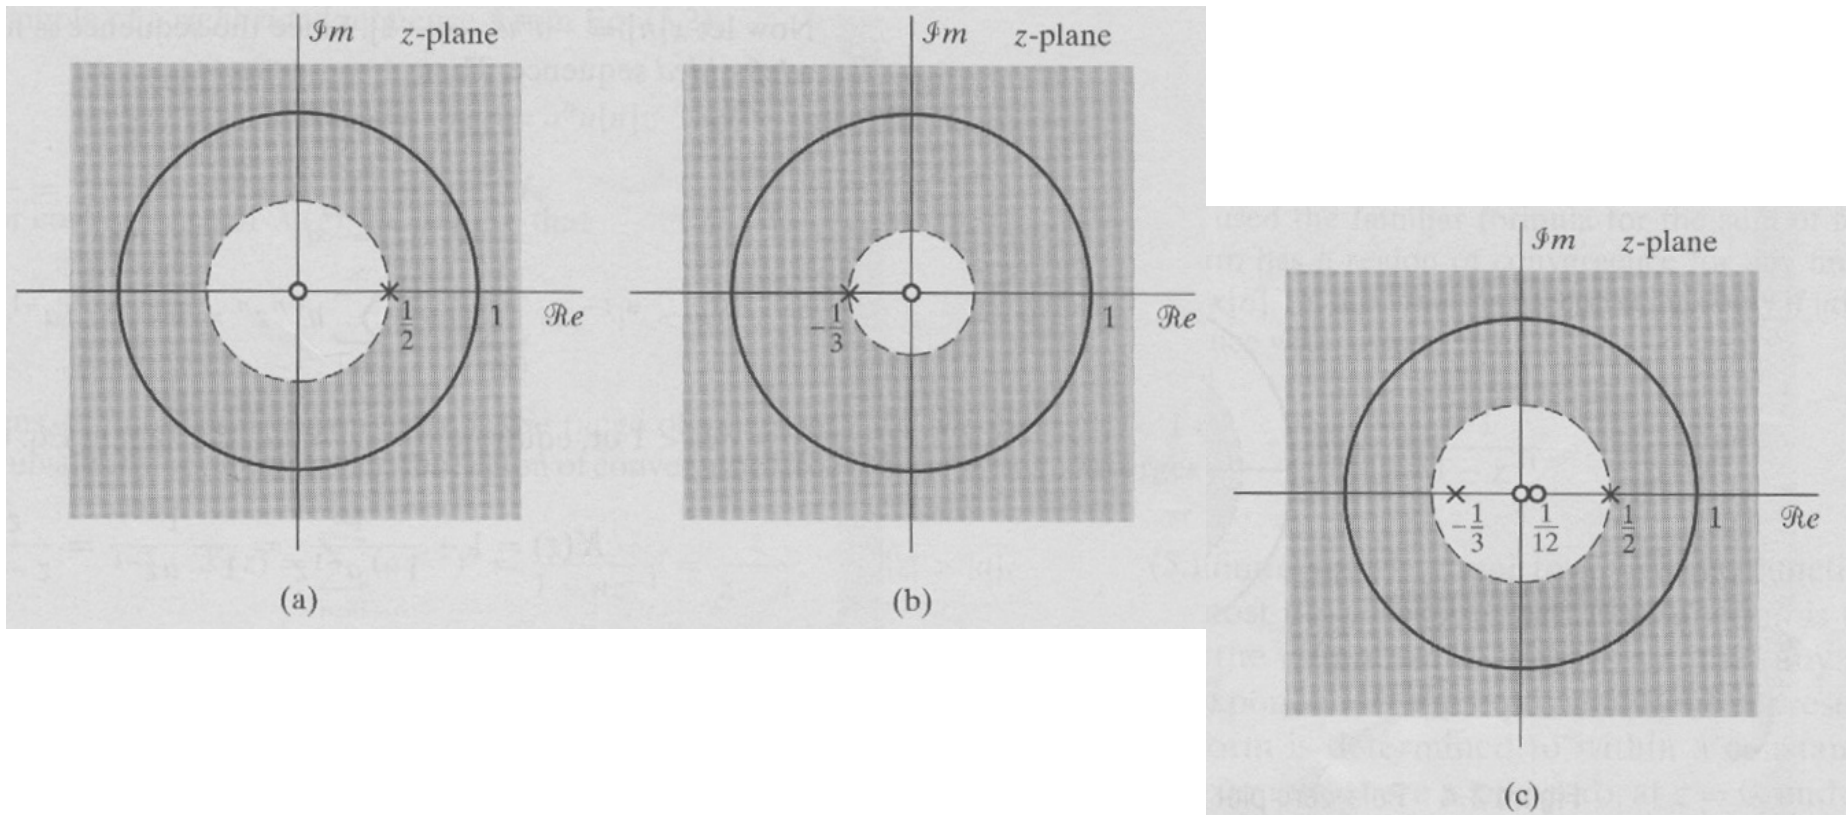 ℐm z-plane
1/2
1
ℛe
(a)
ℐm z-plane
-1/3
1
ℛe
(b)
ℐm z-plane
-1/3
1/12
1/2
1
ℛe
(c)